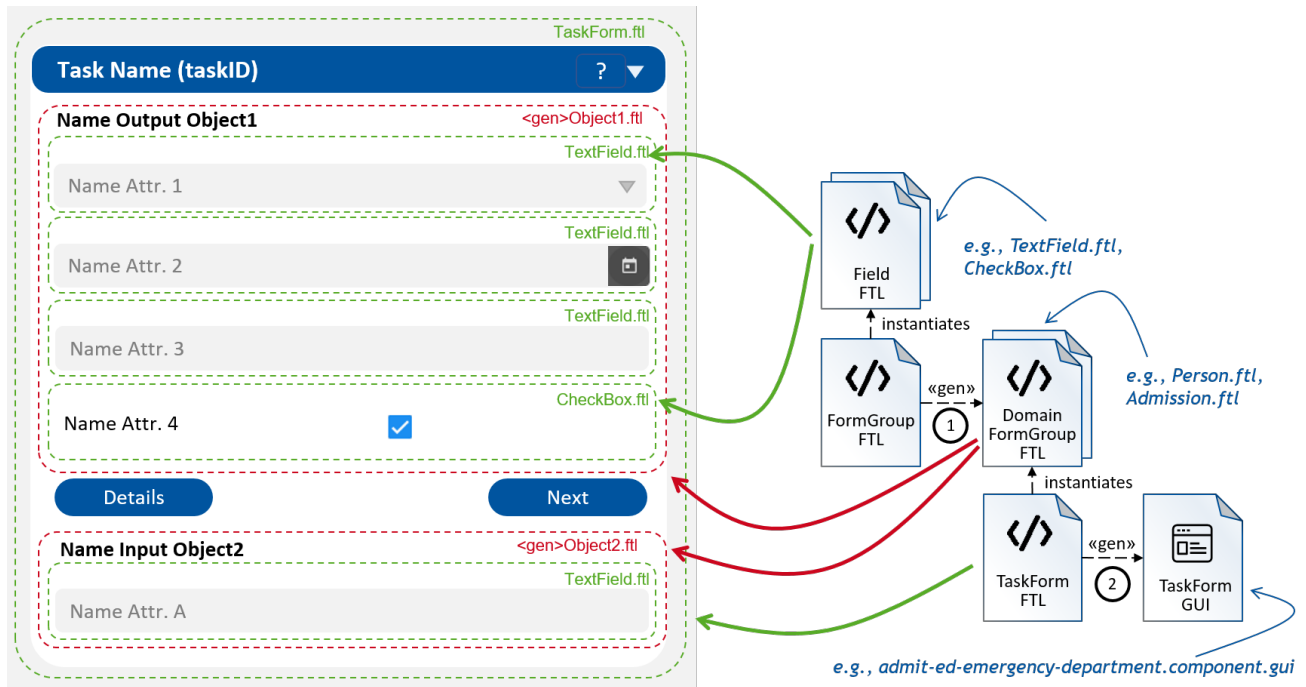 TaskForm.ftl
Task Name (taskID)
?
Name Output Object1
<gen>Object1.ftl
TextField.ftl
Name Attr. 1
TextField.ftl
Name Attr. 2
TextField.ftl
Name Attr. 3
CheckBox.ftl
Name Attr. 4
Details
Next
Name Input Object2
<gen>Object2.ftl
TextField.ftl
Name Attr. A
</>
Field
FTL
e.g., TextField.ftl,
CheckBox.ftl
instantiates
</>
FormGroup
FTL
«gen»
1
</>
Domain
FormGroup
FTL
e.g., Person.ftl,
Admission.ftl
instantiates
</>
TaskForm
FTL
«gen»
2
TaskForm
GUI
e.g., admit-ed-emergency-department.component.gui